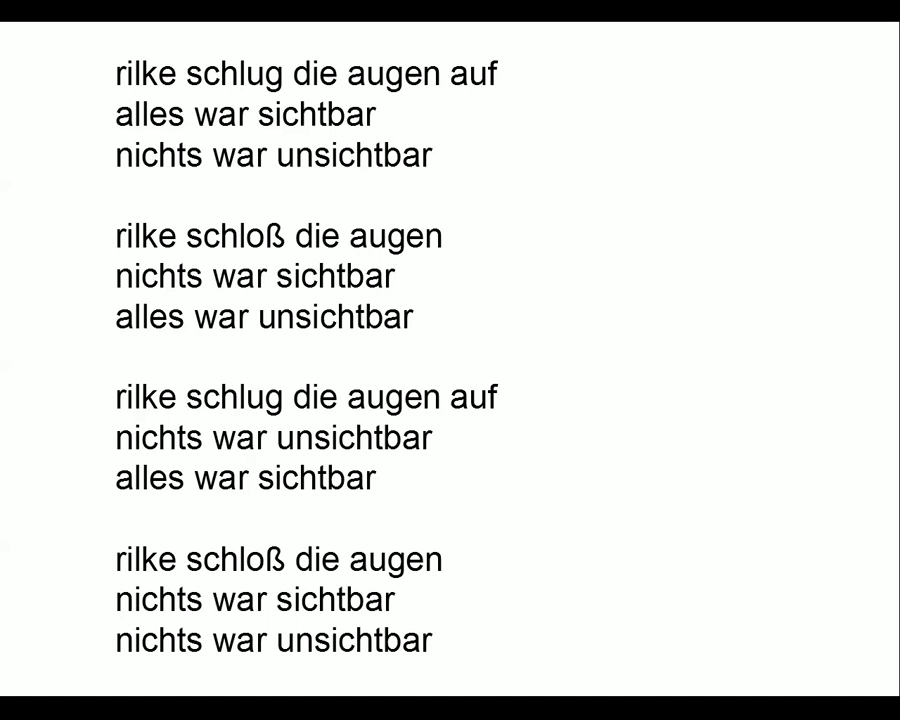 rilke schlug die augen auf
alles war sichtbar
nichts war unsichtbar
rilke schloß die augen
nichts war sichtbar
alles war unsichtbar
rilke schlug die augen auf
nichts war unsichtbar
alles war sichtbar
rilke schloß die augen
nichts war sichtbar
nichts war unsichtbar